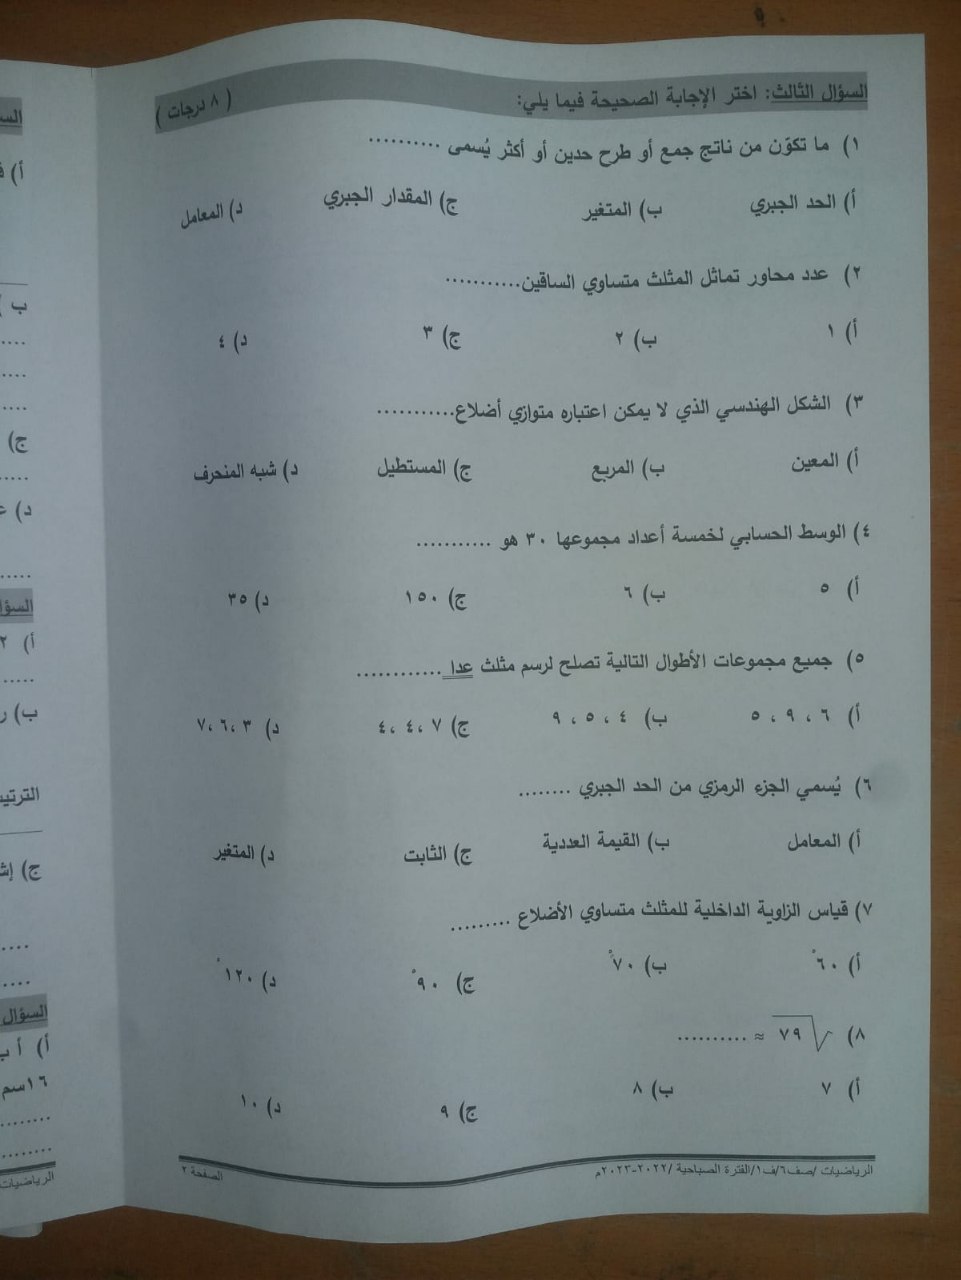 السؤال الثالث: اختر الإجابة الصحيحة فيما يلي: ( ٨ درجات )
١) ما تكوّن من ناتج جمع أو طرح حدين أو أكثر يُسمى ..........
أ) الحد الجبري ب) المتغير ج) المقدار الجبري د) المعامل
٢) عدد محاور تماثل المثلث متساوي الساقين...........
أ) ١ ب) ٢ ج) ٣ د) ٤
٣) الشكل الهندسي الذي لا يمكن اعتباره متوازي أضلاع...........
أ) المعين ب) المربع ج) المستطيل د) شبه المنحرف
٤) الوسط الحسابي لخمسة أعداد مجموعها ٣٠ هو ...........
أ) ٥ ب) ٦ ج) ١٥٠ د) ٣٥
٥) جميع مجموعات الأطوال التالية تصلح لرسم مثلث عدا ............
أ) ٦ ، ٩ ، ٥ ب) ٤ ، ٥ ، ٩ ج) ٧ ،٤ ،٤ د) ٣ ،٦ ،٧
٦) يُسمي الجزء الرمزي من الحد الجبري ........
أ) المعامل ب) القيمة العددية ج) الثابت د) المتغير
٧) قياس الزاوية الداخلية للمثلث متساوي الأضلاع .........
أ) ٦٠° ب) ٧٠° ج) ٩٠° د) ١٢٠°
٨) √٧٩ ≈ ..........
أ) ٧ ب) ٨ ج) ٩ د) ١٠
الرياضيات /صف٦/ف١/الفترة الصباحية /٢٠٢٢-٢٠٢٣م الصفحة ٢
أ)
ب)
ج)
د)
السؤال
أ) ٢
ب)
ج)
السؤال
أ) أ ب
١٦سم
الرياضيات